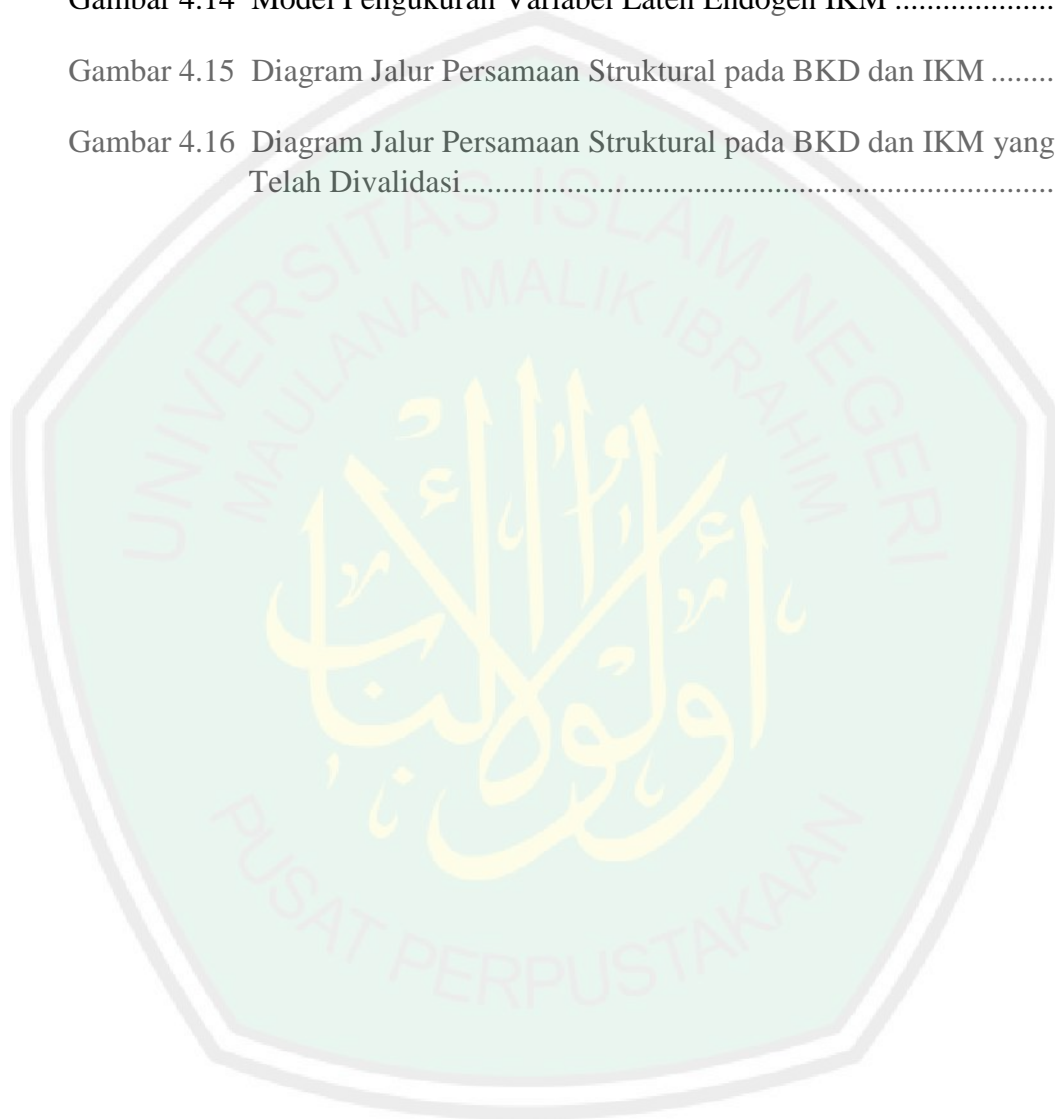 Gambar 4.14 Model Pengukuran Variabel Laten Endogen IKM ....................
Gambar 4.15 Diagram Jalur Persamaan Struktural pada BKD dan IKM ........
Gambar 4.16 Diagram Jalur Persamaan Struktural pada BKD dan IKM yang
Telah Divalidasi..........................................................................
UNIVERSITAS ISLAM NEGERI
MAULANA MALIK IBRAHIM
أولوا الألباب
PUSAT PERPUSTAKAAN